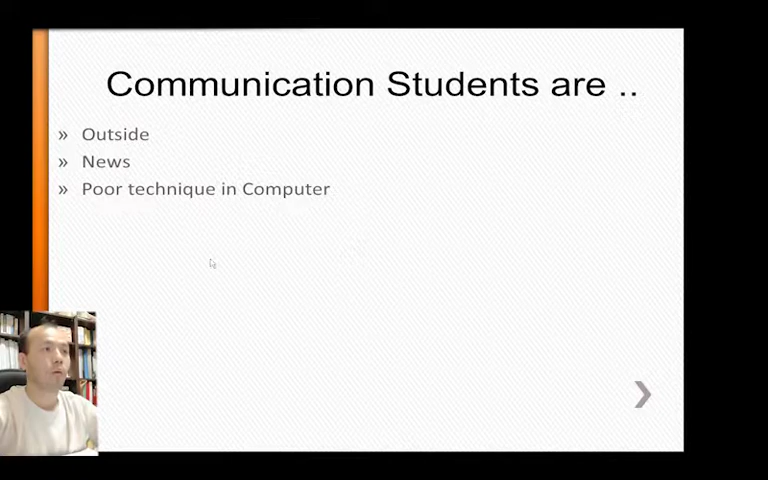 Communication Students are ..
» Outside
» News
» Poor technique in Computer